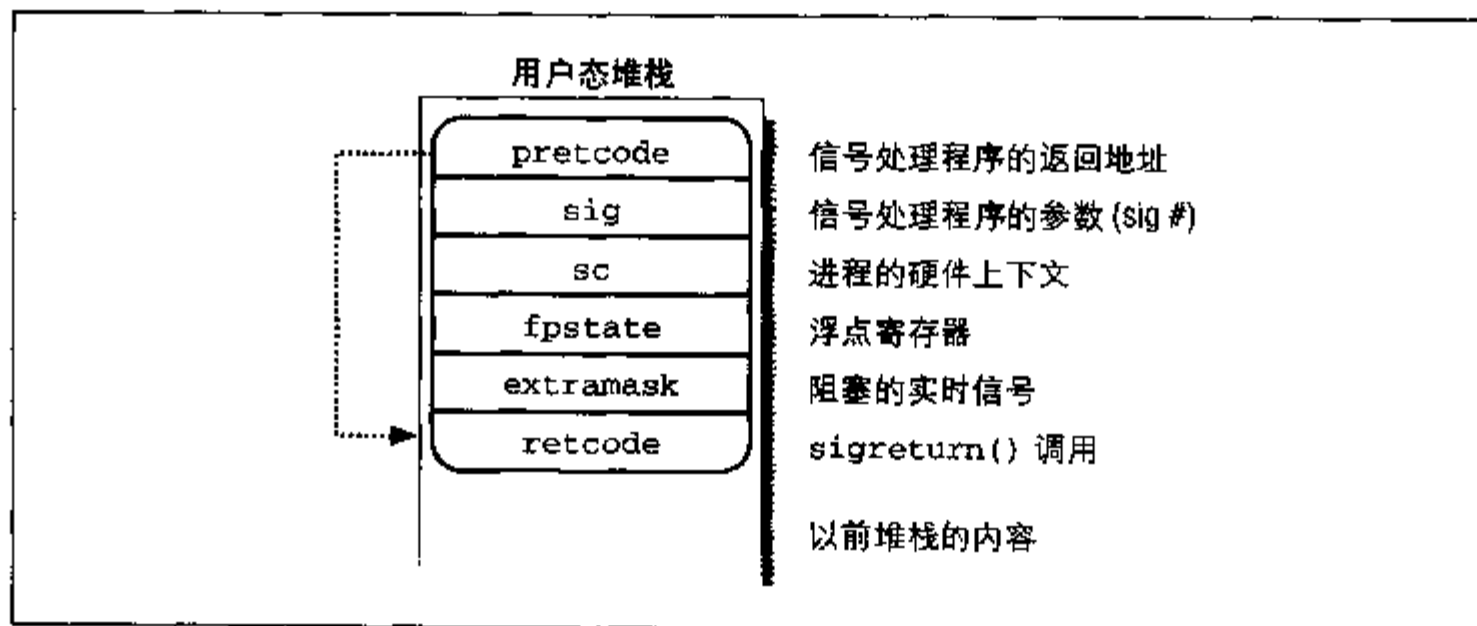 用户态堆栈
pretcode 信号处理程序的返回地址
sig 信号处理程序的参数 (sig #)
sc 进程的硬件上下文
fpstate 浮点寄存器
extramask 阻塞的实时信号
retcode sigreturn() 调用
以前堆栈的内容